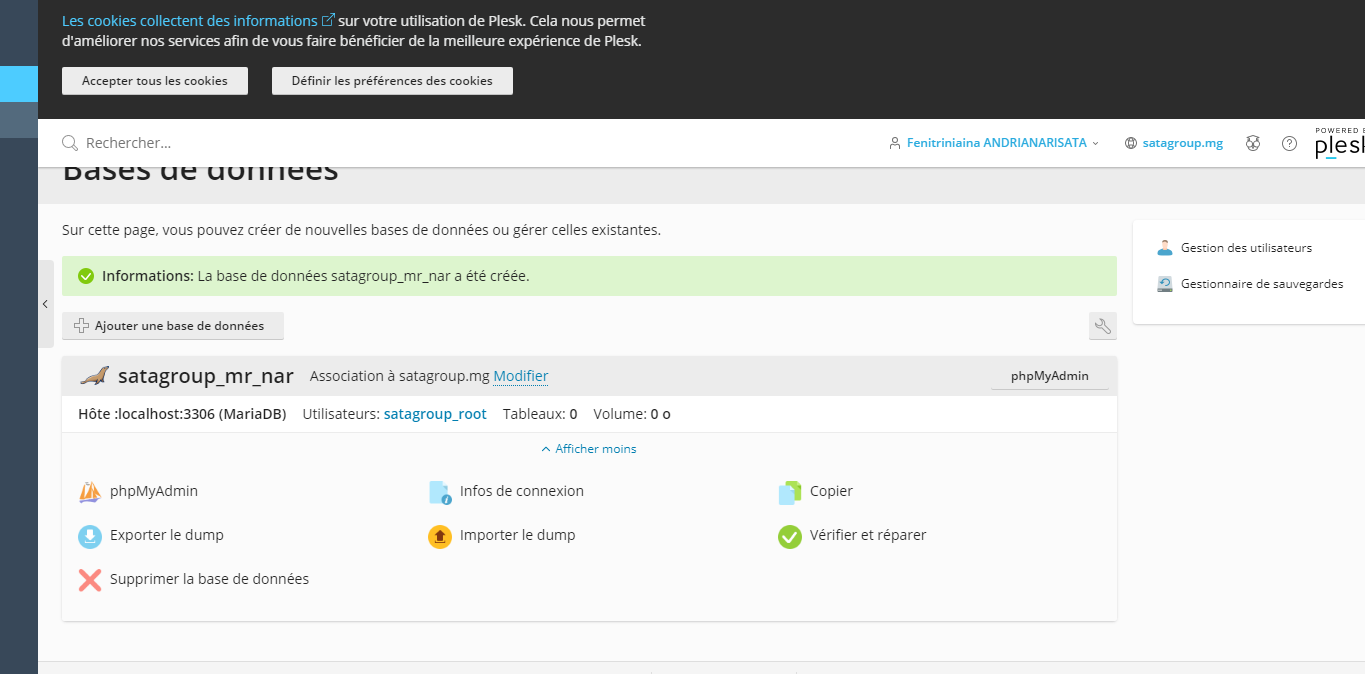 Les cookies collectent des informations sur votre utilisation de Plesk. Cela nous permet
d'améliorer nos services afin de vous faire bénéficier de la meilleure expérience de Plesk.
Accepter tous les cookies
Définir les préférences des cookies
Rechercher...
Fenitriniaina ANDRIANARISATA
satagroup.mg
POWERED
plesk
Bases de données
Sur cette page, vous pouvez créer de nouvelles bases de données ou gérer celles existantes.
Gestion des utilisateurs
Gestionnaire de sauvegardes
Informations: La base de données satagroup_mr_nar a été créée.
Ajouter une base de données
satagroup_mr_nar Association à satagroup.mg Modifier
phpMyAdmin
Hôte :localhost:3306 (MariaDB) Utilisateurs: satagroup_root Tableaux: 0 Volume: 0 o
Afficher moins
phpMyAdmin
Infos de connexion
Copier
Exporter le dump
Importer le dump
Vérifier et réparer
Supprimer la base de données